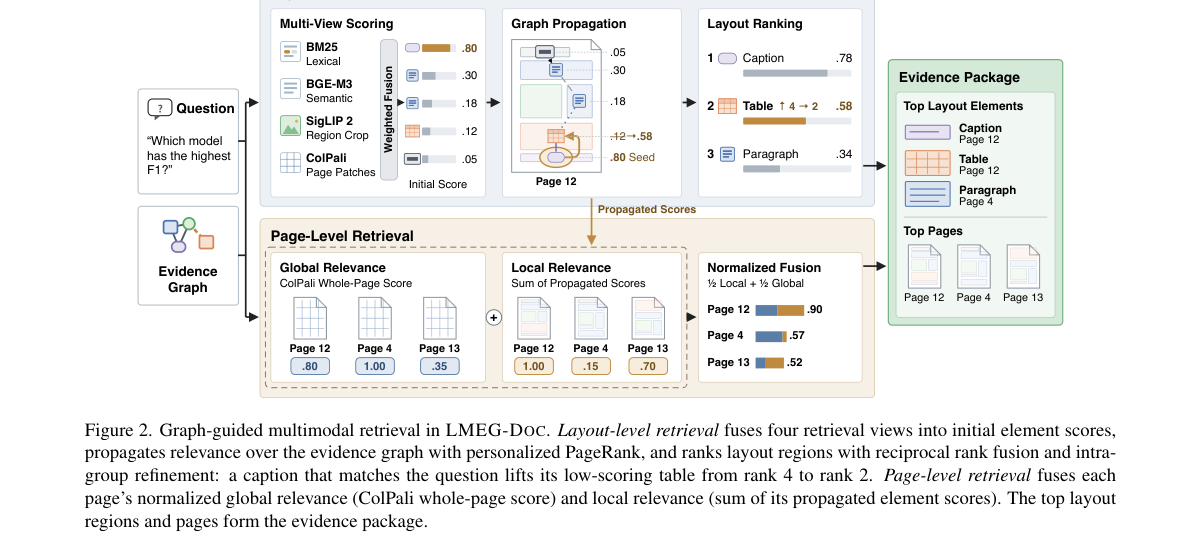 Question
“Which model
has the highest
F1?”
Evidence
Graph
Multi-View Scoring
BM25
Lexical
BGE-M3
Semantic
SigLIP 2
Region Crop
ColPali
Page Patches
Weighted Fusion
.80
.30
.18
.12
.05
Initial Score
Graph Propagation
.05
.30
.18
.12→.58
.80 Seed
Page 12
Layout Ranking
1 Caption .78
2 Table ↑ 4 → 2 .58
3 Paragraph .34
Propagated Scores
Page-Level Retrieval
Global Relevance
ColPali Whole-Page Score
Page 12 Page 4 Page 13
.80 1.00 .35
+
Local Relevance
Sum of Propagated Scores
Page 12 Page 4 Page 13
1.00 .15 .70
Normalized Fusion
½ Local + ½ Global
Page 12 .90
Page 4 .57
Page 13 .52
Evidence Package
Top Layout Elements
Caption
Page 12
Table
Page 12
Paragraph
Page 4
Top Pages
Page 12 Page 4 Page 13
Figure 2. Graph-guided multimodal retrieval in LMEG-DOC. Layout-level retrieval fuses four retrieval views into initial element scores,
propagates relevance over the evidence graph with personalized PageRank, and ranks layout regions with reciprocal rank fusion and intra-
group refinement: a caption that matches the question lifts its low-scoring table from rank 4 to rank 2. Page-level retrieval fuses each
page’s normalized global relevance (ColPali whole-page score) and local relevance (sum of its propagated element scores). The top layout
regions and pages form the evidence package.